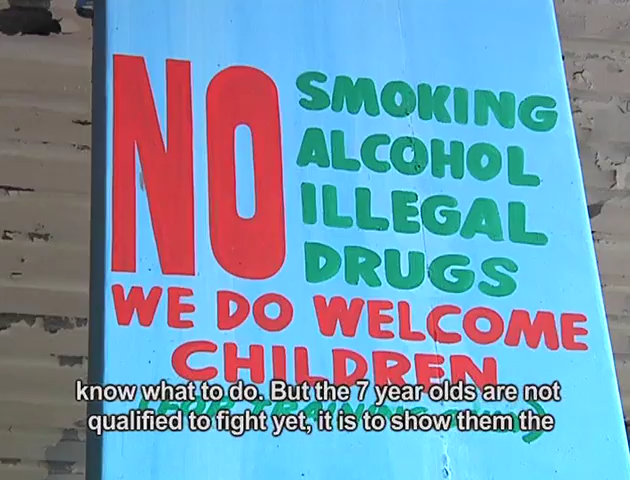 NO SMOKING
ALCOHOL
ILLEGAL
DRUGS
WE DO WELCOME
CHILDREN
know what to do. But the 7 year olds are not
qualified to fight yet, it is to show them the